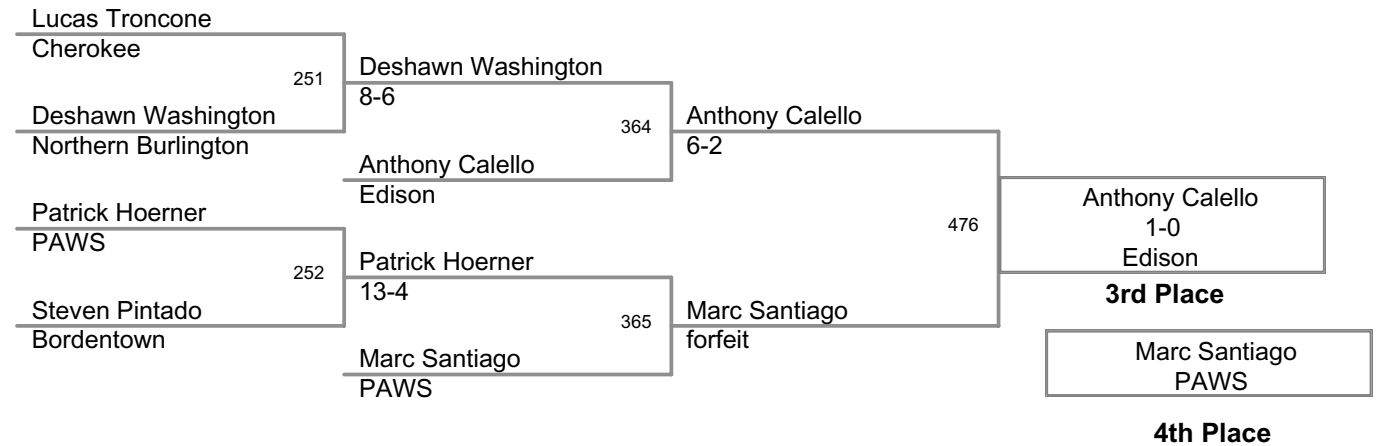 Lucas Troncone
Cherokee
251
Deshawn Washington
8-6
Deshawn Washington
Northern Burlington
364
Anthony Calello
6-2
Anthony Calello
Edison
Patrick Hoerner
PAWS
476
Anthony Calello
1-0
Edison
3rd Place
252
Patrick Hoerner
13-4
Steven Pintado
Bordentown
365
Marc Santiago
forfeit
Marc Santiago
PAWS
Marc Santiago
PAWS
4th Place